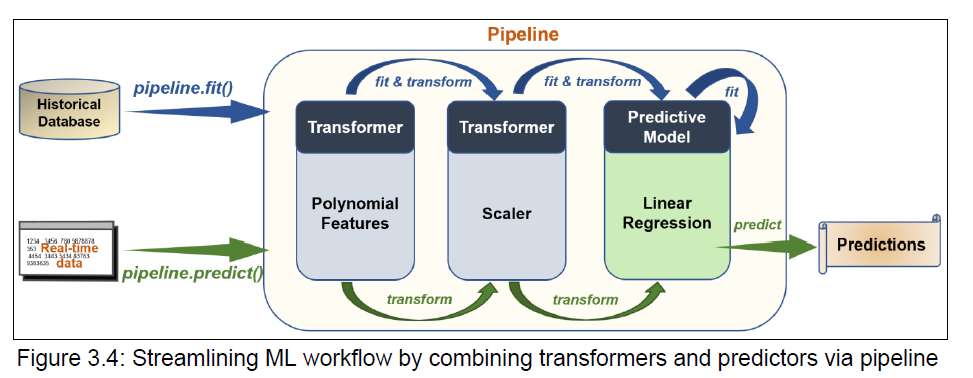 Pipeline
pipeline.fit()
fit & transform
fit & transform
fit
Historical
Database
Transformer
Transformer
Predictive
Model
Polynomial
Features
Scaler
Linear
Regression
predict
Predictions
Real-time
data
pipeline.predict()
transform
transform
Figure 3.4: Streamlining ML workflow by combining transformers and predictors via pipeline